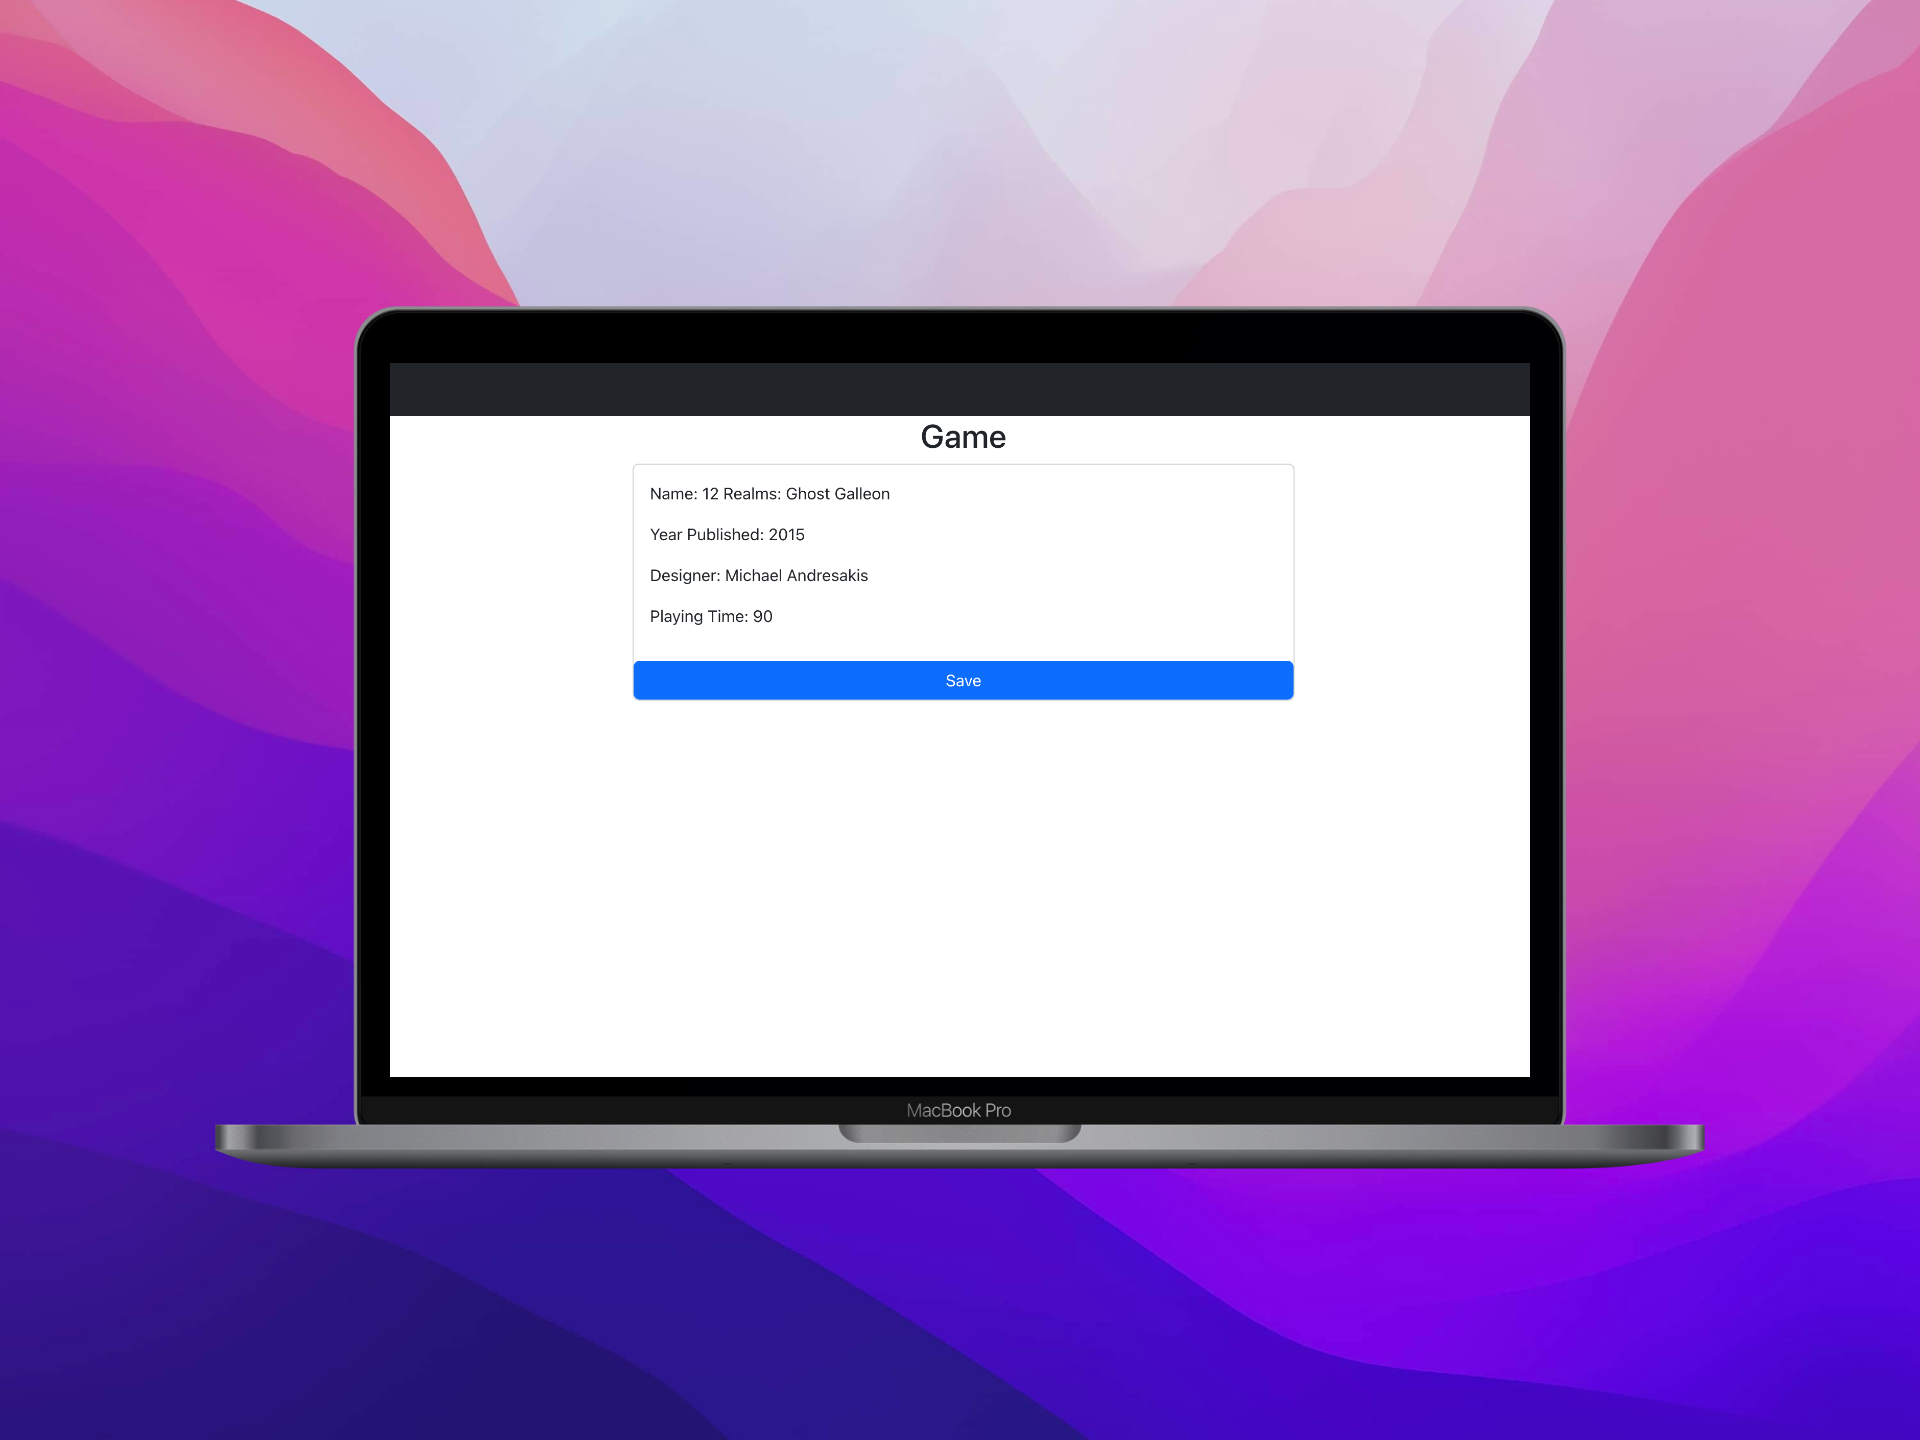 Game
Name: 12 Realms: Ghost Galleon
Year Published: 2015
Designer: Michael Andresakis
Playing Time: 90
Save
MacBook Pro